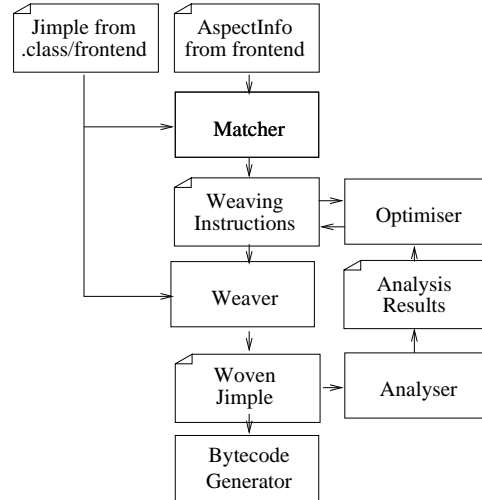 Jimple from
.class/frontend
AspectInfo
from frontend
Matcher
Weaving
Instructions
Optimiser
Weaver
Analysis
Results
Woven
Jimple
Analyser
Bytecode
Generator